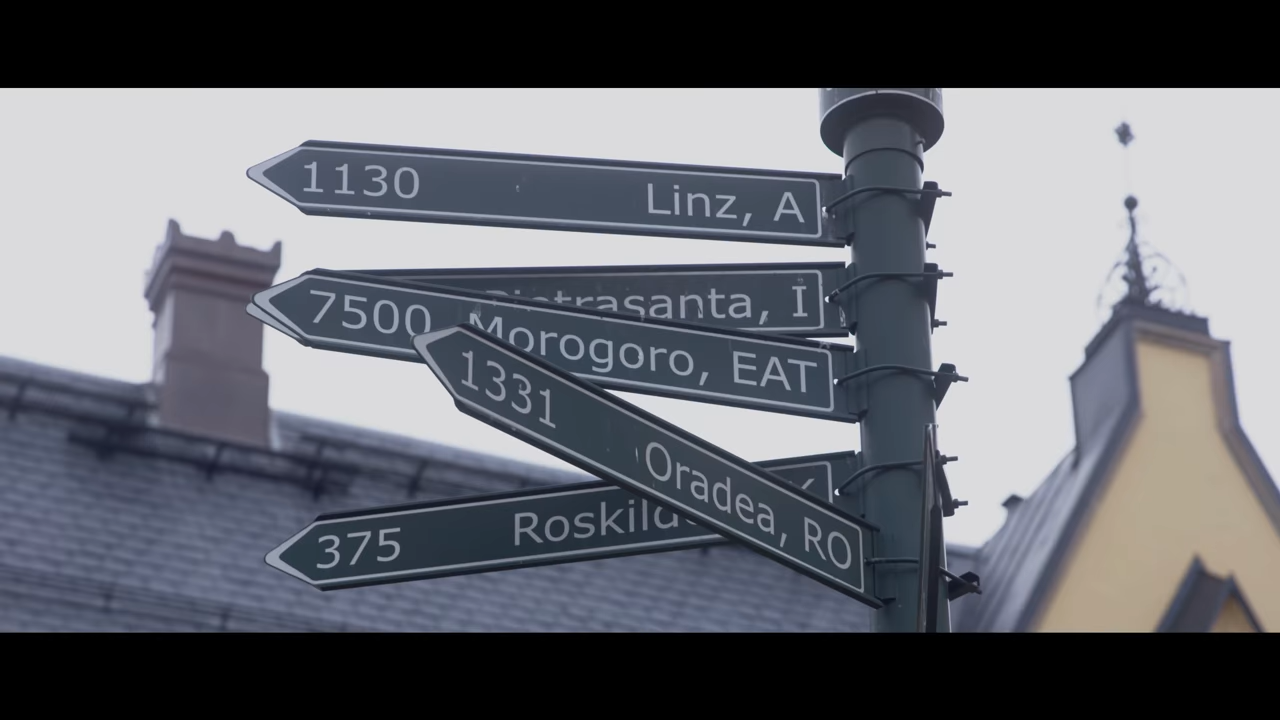 1130 Linz, A
Pietrasanta, I
7500 Morogoro, EAT
1331 Oradea, RO
375 Roskilde